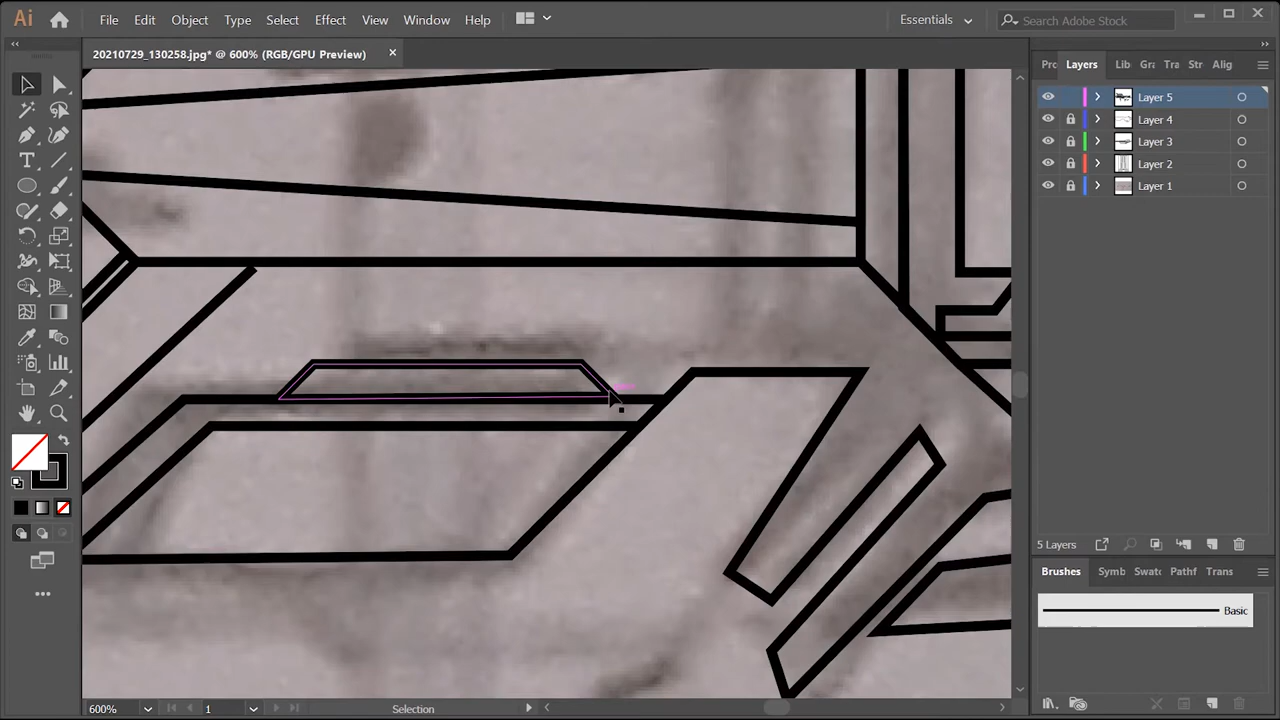 Ai File Edit Object Type Select Effect View Window Help Essentials Search Adobe Stock
20210729_130258.jpg* @ 600% (RGB/GPU Preview)
Pr Layers Lib Gr Tra Str Alig
Layer 5
Layer 4
Layer 3
Layer 2
Layer 1
5 Layers
Brushes Symb Swatc Pathf Trans
Basic
600% 1 Selection